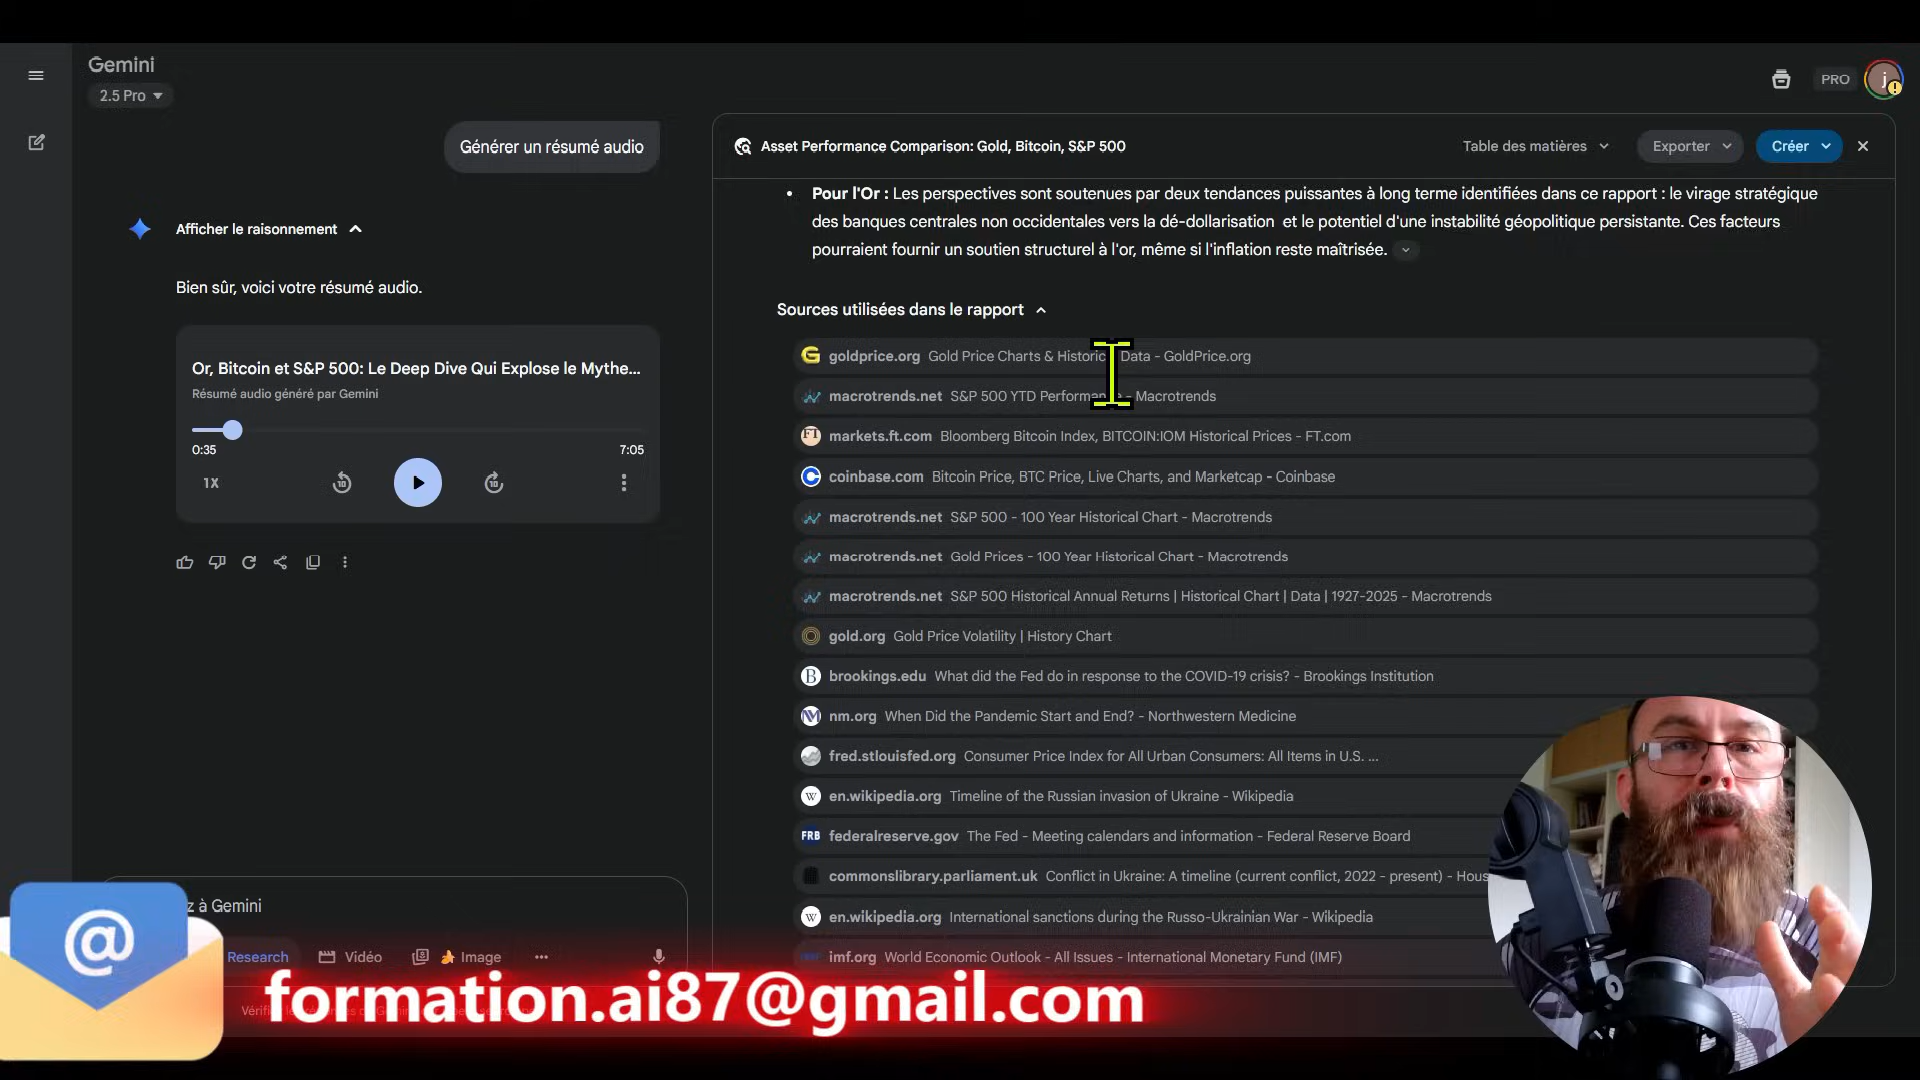 Gemini
2.5 Pro
PRO
j
Générer un résumé audio
Afficher le raisonnement
Bien sûr, voici votre résumé audio.
Or, Bitcoin et S&P 500: Le Deep Dive Qui Explose le Mythe...
Résumé audio généré par Gemini
0:35
7:05
1X
10
10
z à Gemini
Research
Vidéo
Image
Asset Performance Comparison: Gold, Bitcoin, S&P 500
Table des matières
Exporter
Créer
• Pour l'Or : Les perspectives sont soutenues par deux tendances puissantes à long terme identifiées dans ce rapport : le virage stratégique
des banques centrales non occidentales vers la dé-dollarisation et le potentiel d'une instabilité géopolitique persistante. Ces facteurs
pourraient fournir un soutien structurel à l'or, même si l'inflation reste maîtrisée.
Sources utilisées dans le rapport
goldprice.org Gold Price Charts & Historic Data - GoldPrice.org
macrotrends.net S&P 500 YTD Performan - Macrotrends
markets.ft.com Bloomberg Bitcoin Index, BITCOIN:IOM Historical Prices - FT.com
coinbase.com Bitcoin Price, BTC Price, Live Charts, and Marketcap - Coinbase
macrotrends.net S&P 500 - 100 Year Historical Chart - Macrotrends
macrotrends.net Gold Prices - 100 Year Historical Chart - Macrotrends
macrotrends.net S&P 500 Historical Annual Returns | Historical Chart | Data | 1927-2025 - Macrotrends
gold.org Gold Price Volatility | History Chart
brookings.edu What did the Fed do in response to the COVID-19 crisis? - Brookings Institution
nm.org When Did the Pandemic Start and End? - Northwestern Medicine
fred.stlouisfed.org Consumer Price Index for All Urban Consumers: All Items in U.S. ...
en.wikipedia.org Timeline of the Russian invasion of Ukraine - Wikipedia
FRB federalreserve.gov The Fed - Meeting calendars and information - Federal Reserve Board
commonslibrary.parliament.uk Conflict in Ukraine: A timeline (current conflict, 2022 - present) - Hous
en.wikipedia.org International sanctions during the Russo-Ukrainian War - Wikipedia
imf.org World Economic Outlook - All Issues - International Monetary Fund (IMF)
@
formation.ai87@gmail.com